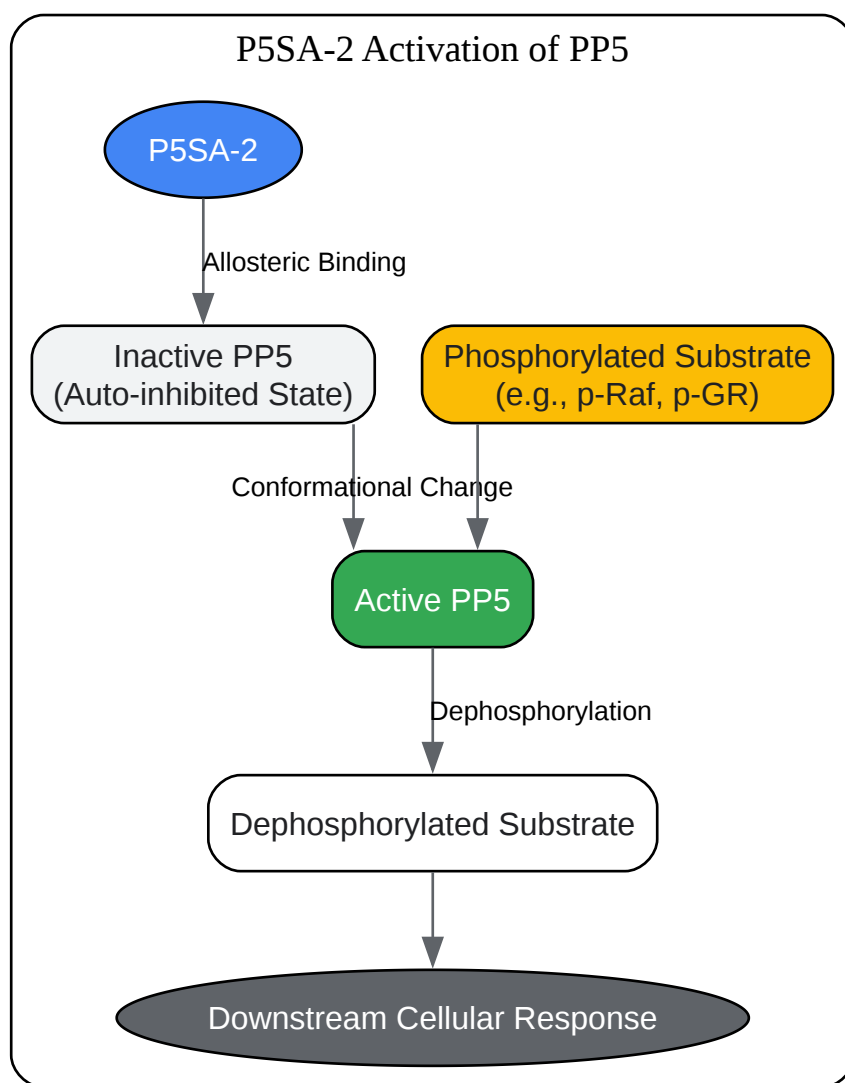 P5SA-2 Activation of PP5
P5SA-2
Allosteric Binding
Inactive PP5
(Auto-inhibited State)
Phosphorylated Substrate
(e.g., p-Raf, p-GR)
Conformational Change
Active PP5
Dephosphorylation
Dephosphorylated Substrate
Downstream Cellular Response